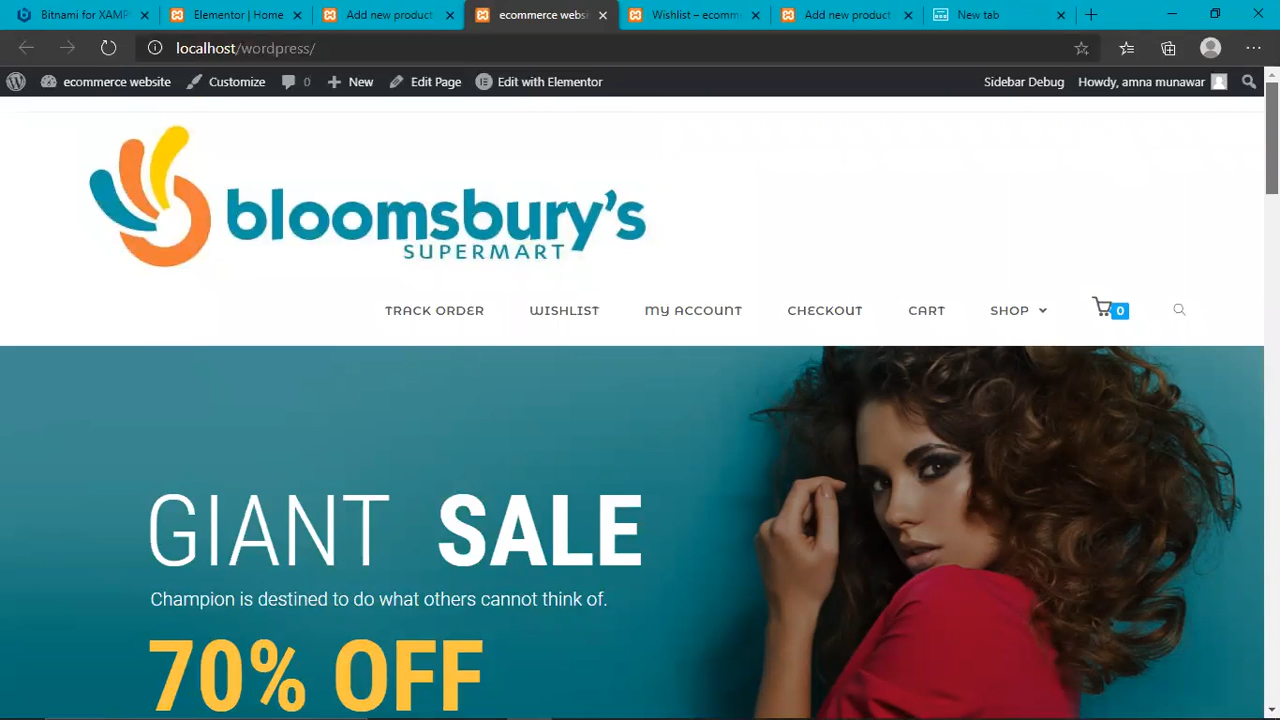 Bitnami for XAMP
Elementor | Home
Add new product
ecommerce websi
Wishlist – ecomm
Add new product
New tab
localhost/wordpress/
ecommerce website
Customize
0
New
Edit Page
Edit with Elementor
Sidebar Debug
Howdy, amna munawar
bloomsbury's
SUPERMART
TRACK ORDER
WISHLIST
MY ACCOUNT
CHECKOUT
CART
SHOP
0
GIANT SALE
Champion is destined to do what others cannot think of.
70% OFF